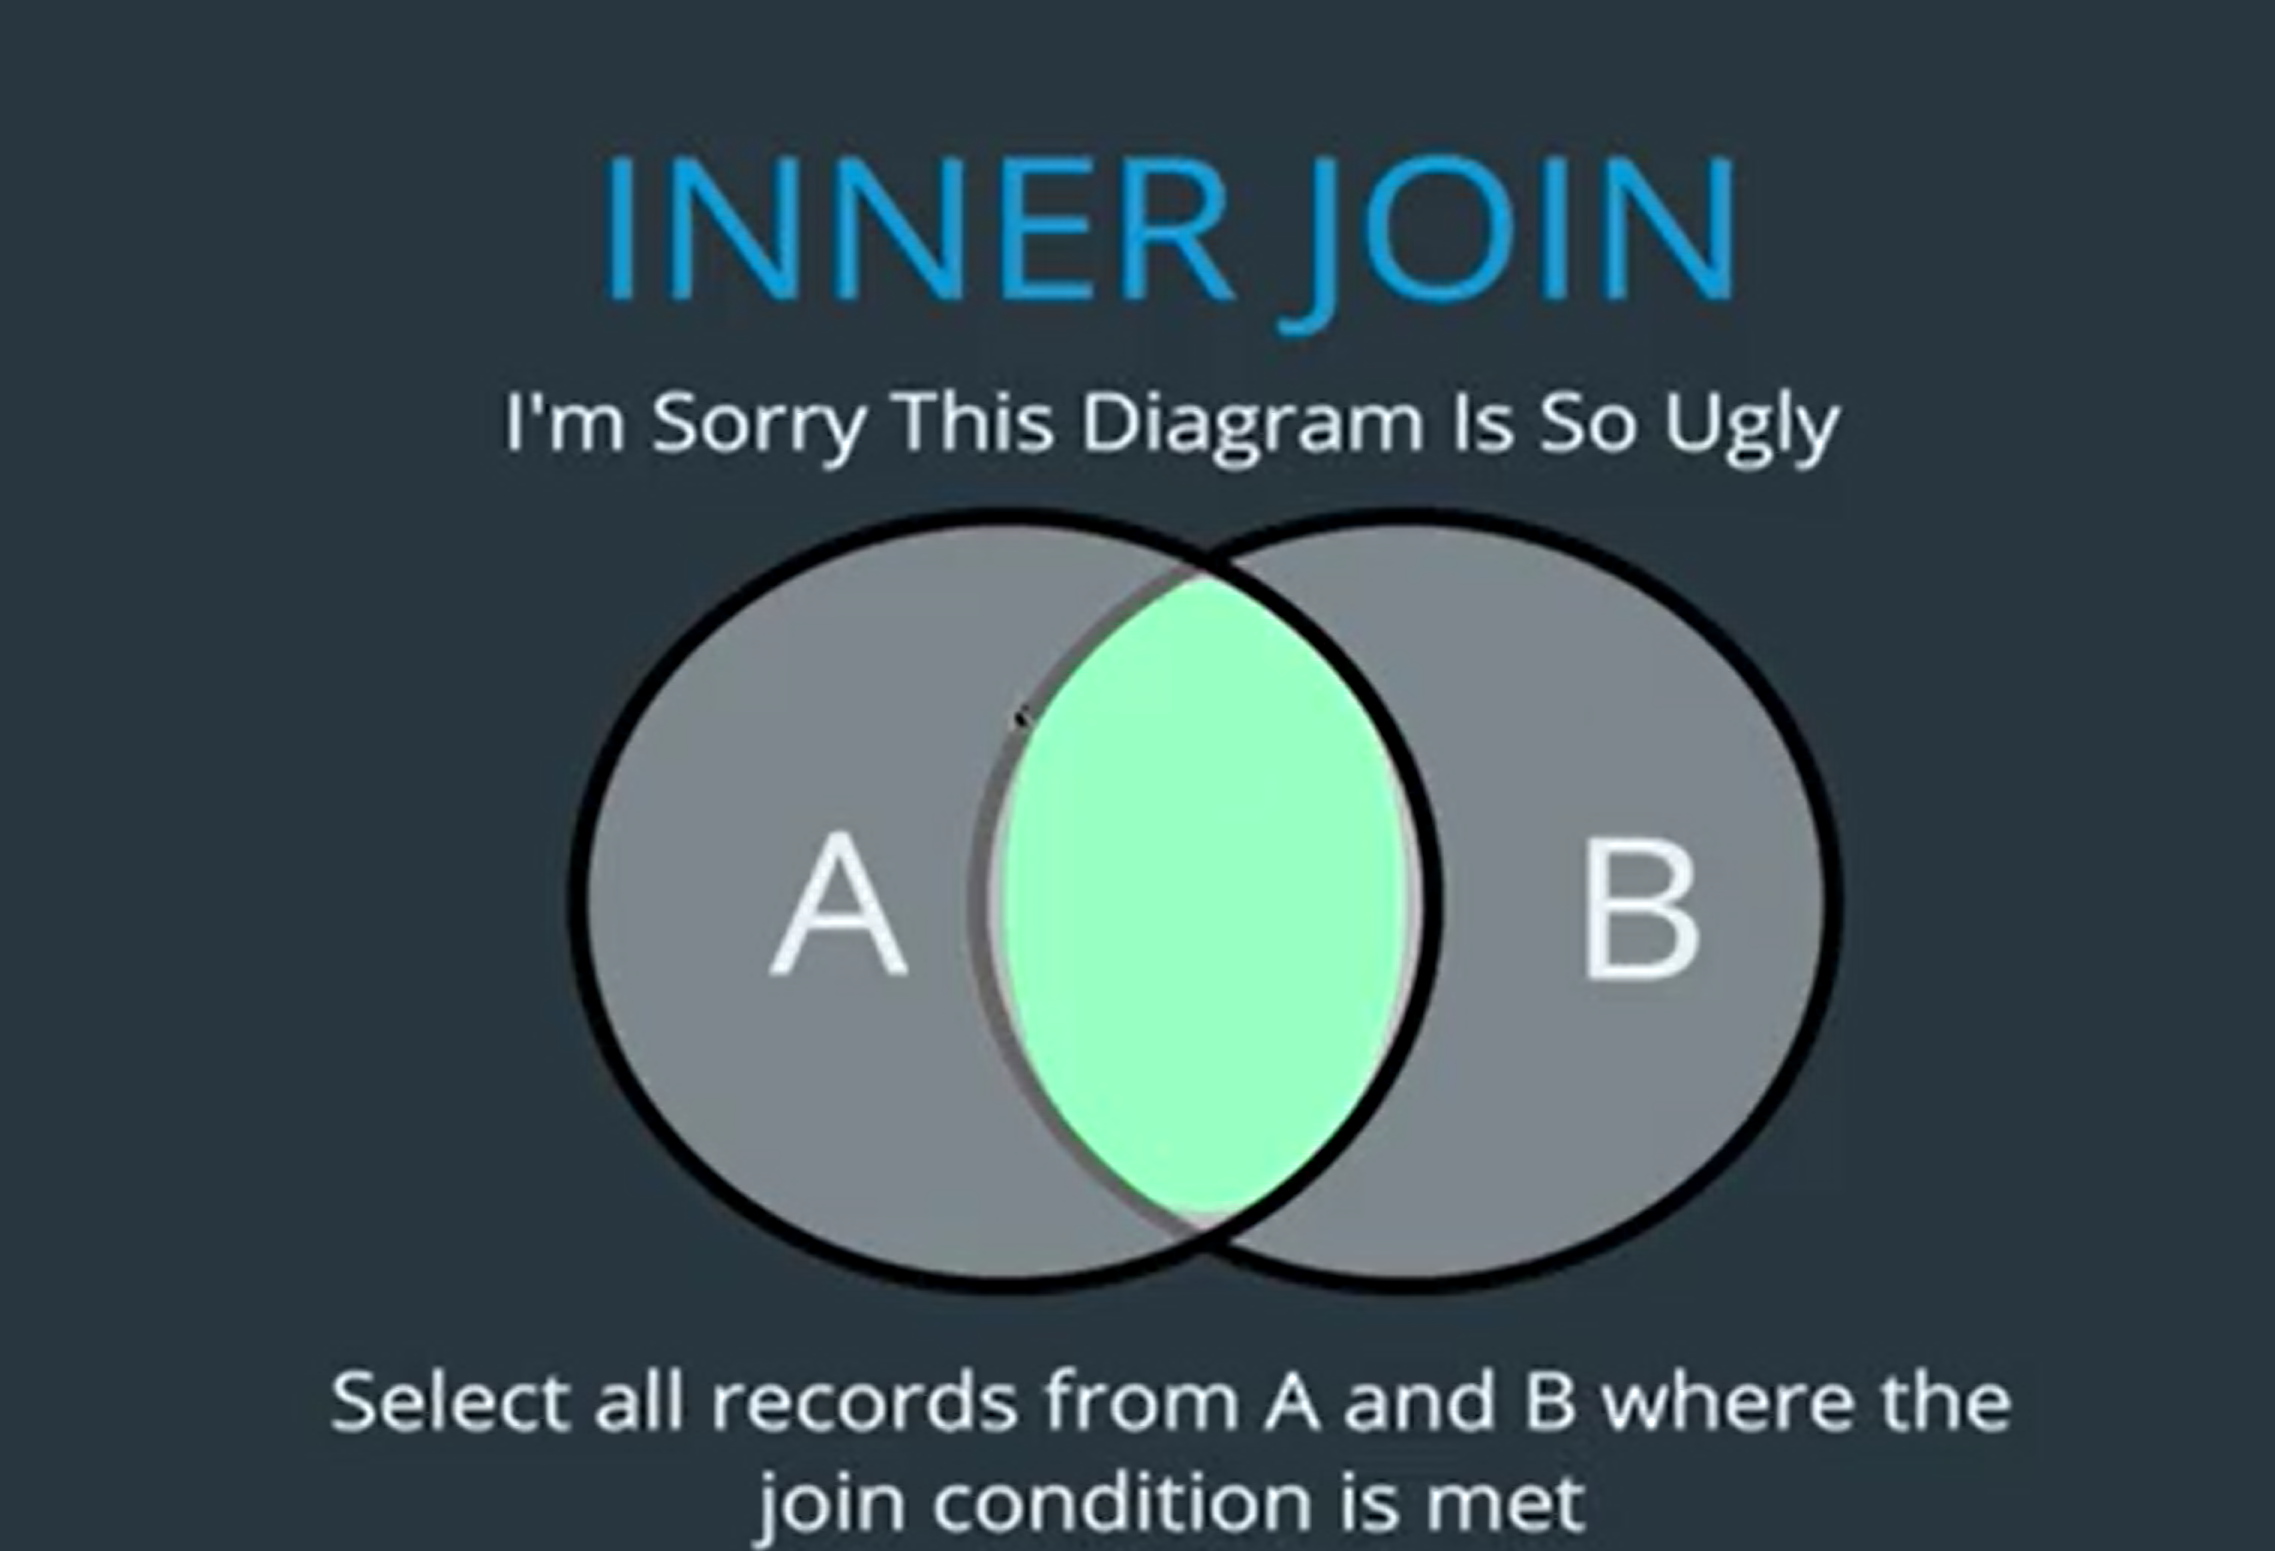 INNER JOIN
I'm Sorry This Diagram Is So Ugly
A
B
Select all records from A and B where the
join condition is met